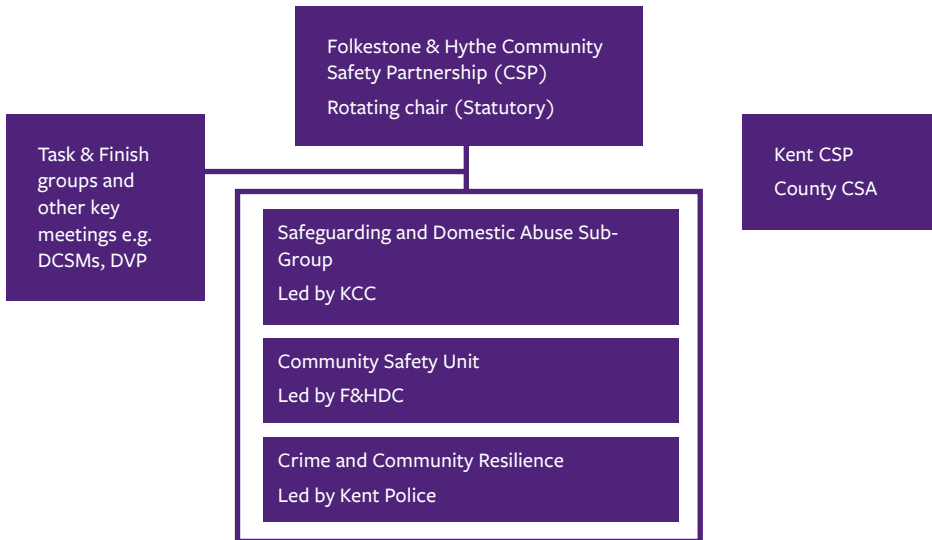 Folkestone & Hythe Community
Safety Partnership (CSP)
Rotating chair (Statutory)
Task & Finish
groups and
other key
meetings e.g.
DCSMs, DVP
Kent CSP
County CSA
Safeguarding and Domestic Abuse Sub-
Group
Led by KCC
Community Safety Unit
Led by F&HDC
Crime and Community Resilience
Led by Kent Police